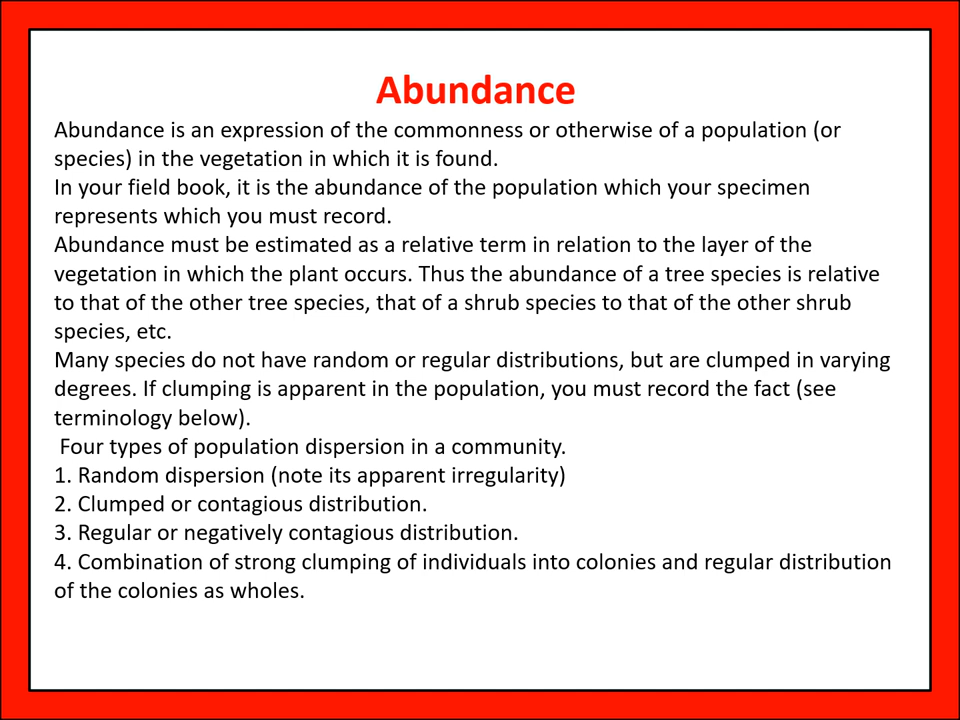 Abundance
Abundance is an expression of the commonness or otherwise of a population (or
species) in the vegetation in which it is found.
In your field book, it is the abundance of the population which your specimen
represents which you must record.
Abundance must be estimated as a relative term in relation to the layer of the
vegetation in which the plant occurs. Thus the abundance of a tree species is relative
to that of the other tree species, that of a shrub species to that of the other shrub
species, etc.
Many species do not have random or regular distributions, but are clumped in varying
degrees. If clumping is apparent in the population, you must record the fact (see
terminology below).
Four types of population dispersion in a community.
1. Random dispersion (note its apparent irregularity)
2. Clumped or contagious distribution.
3. Regular or negatively contagious distribution.
4. Combination of strong clumping of individuals into colonies and regular distribution
of the colonies as wholes.